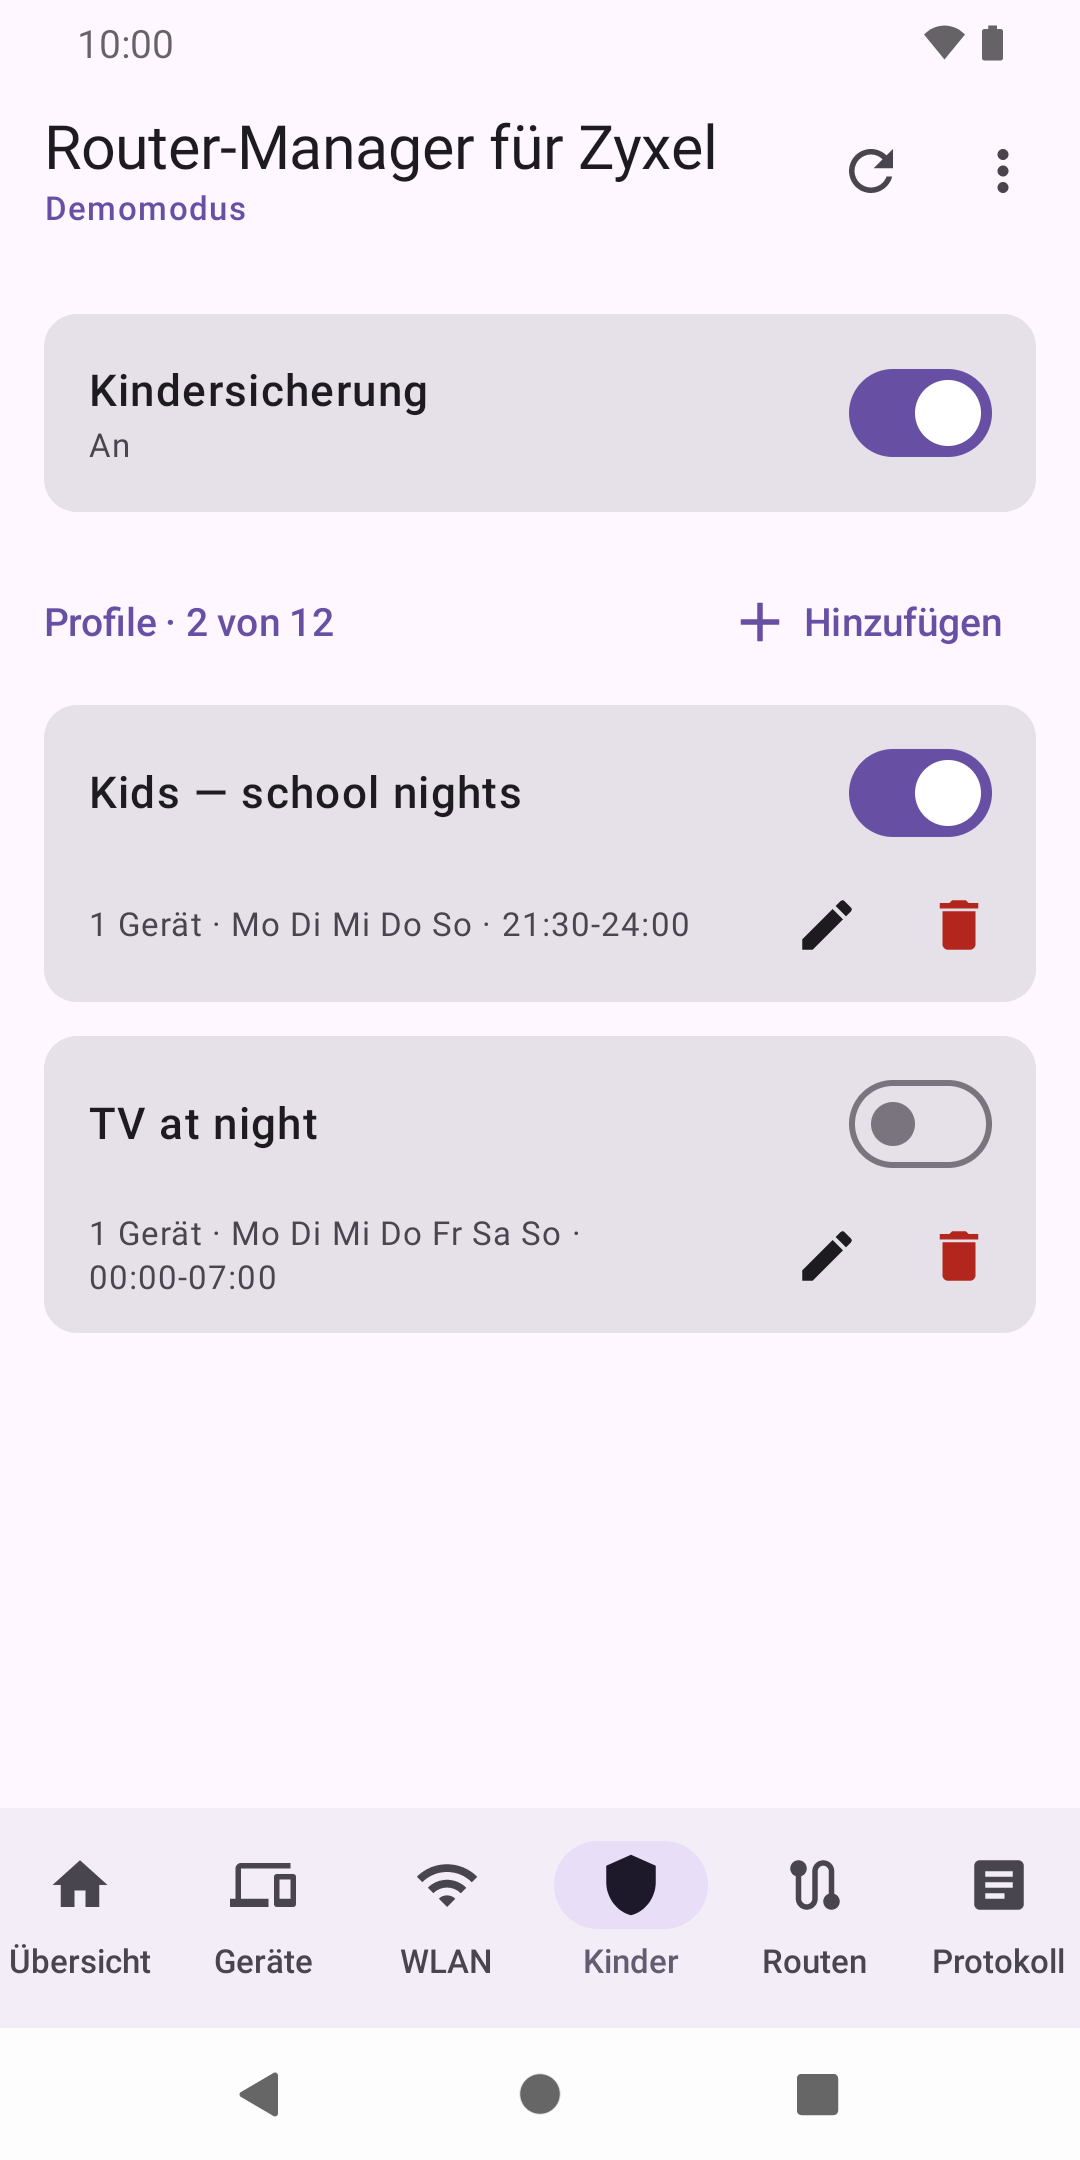 10:00
Router-Manager für Zyxel
Demomodus
Kindersicherung
An
Profile · 2 von 12
Hinzufügen
Kids — school nights
1 Gerät · Mo Di Mi Do So · 21:30-24:00
TV at night
1 Gerät · Mo Di Mi Do Fr Sa So ·
00:00-07:00
Übersicht
Geräte
WLAN
Kinder
Routen
Protokoll